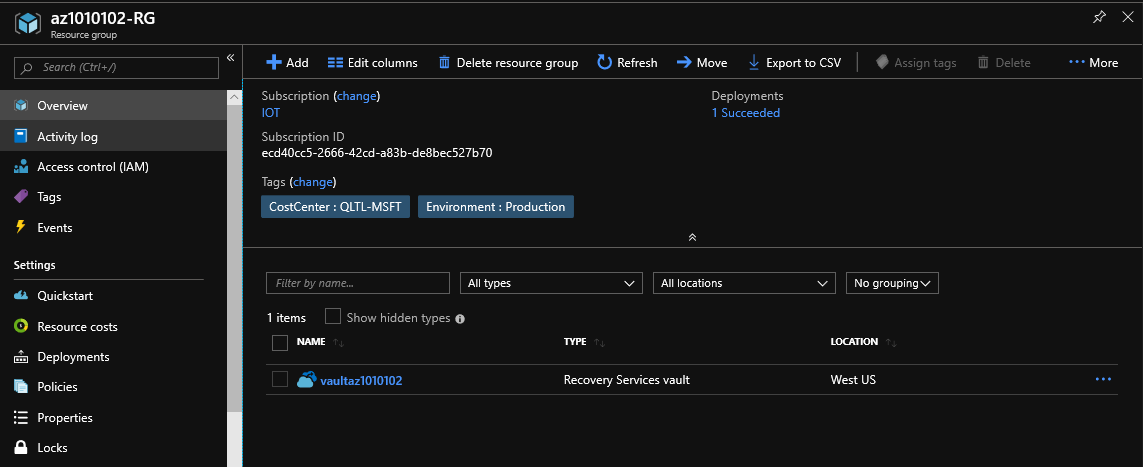 az1010102-RG
Resource group
Search (Ctrl+/)
«
Overview
Activity log
Access control (IAM)
Tags
Events
Settings
Quickstart
Resource costs
Deployments
Policies
Properties
Locks
Add Edit columns Delete resource group Refresh Move Export to CSV Assign tags Delete ··· More
Subscription (change) Deployments
IOT 1 Succeeded
Subscription ID
ecd40cc5-2666-42cd-a83b-de8bec527b70
Tags (change)
CostCenter : QLTL-MSFT Environment : Production
Filter by name... All types All locations No grouping
1 items Show hidden types
NAME TYPE LOCATION
vaultaz1010102 Recovery Services vault West US ···